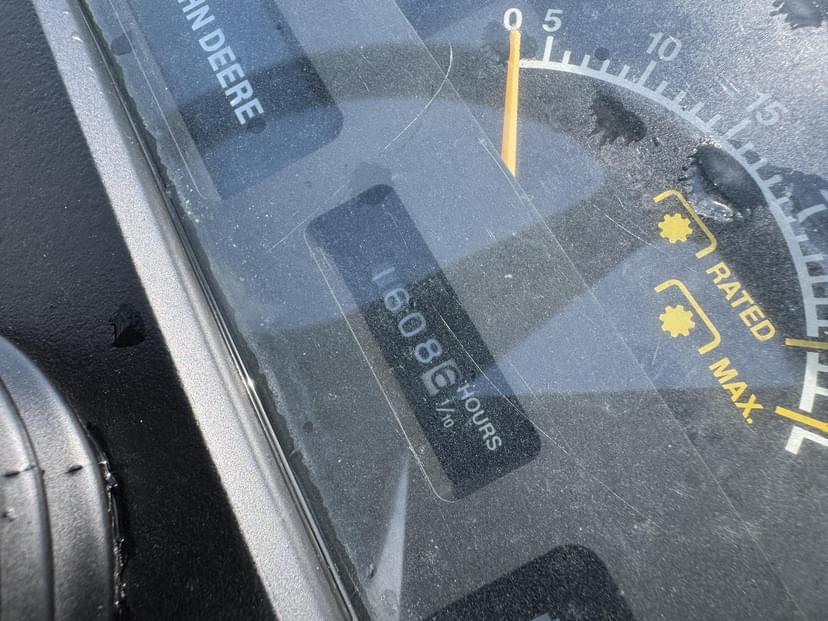 HN DEERE
0 5 10 15
16086
1/10
HOURS
RATED
MAX.